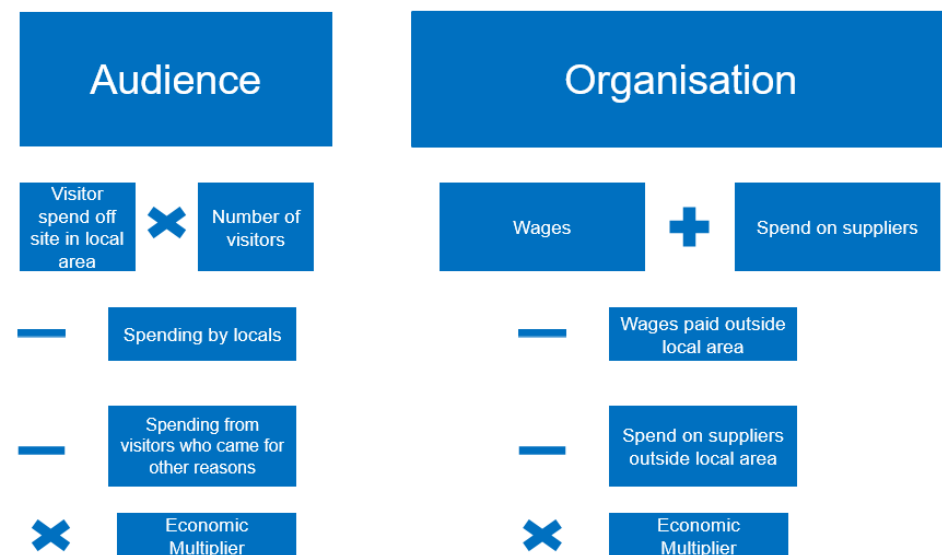 Audience
Organisation
Visitor
spend off
site in local
area
Number of
visitors
Wages
Spend on suppliers
Spending by locals
Wages paid outside
local area
Spending from
visitors who came for
other reasons
Spend on suppliers
outside local area
Economic
Multiplier
Economic
Multiplier